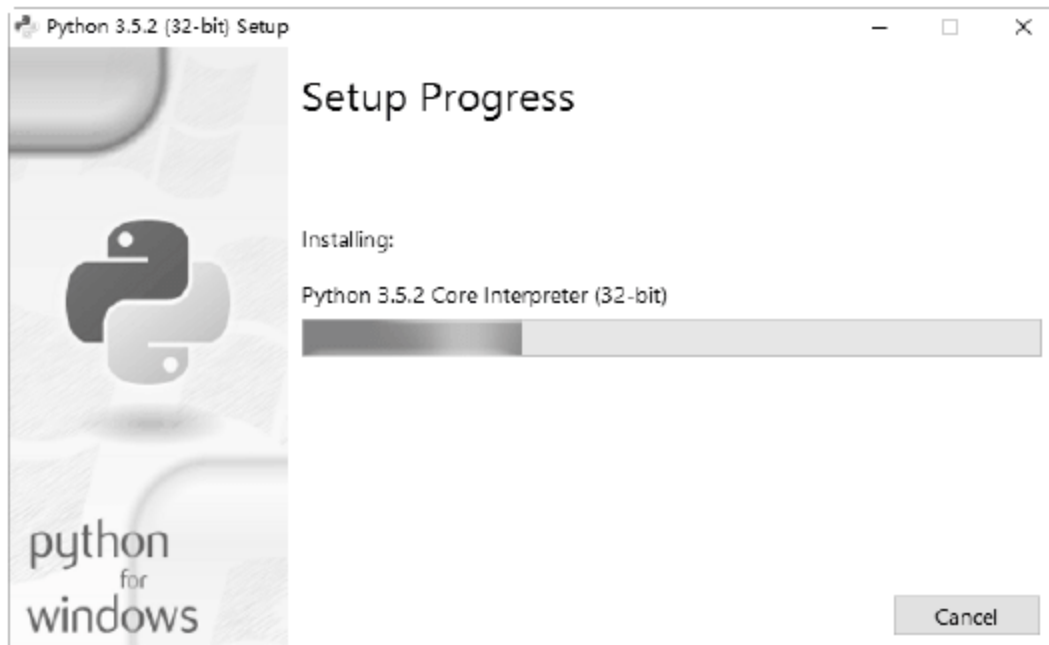 Python 3.5.2 (32-bit) Setup
Setup Progress
Installing:
Python 3.5.2 Core Interpreter (32-bit)
python
for
windows
Cancel